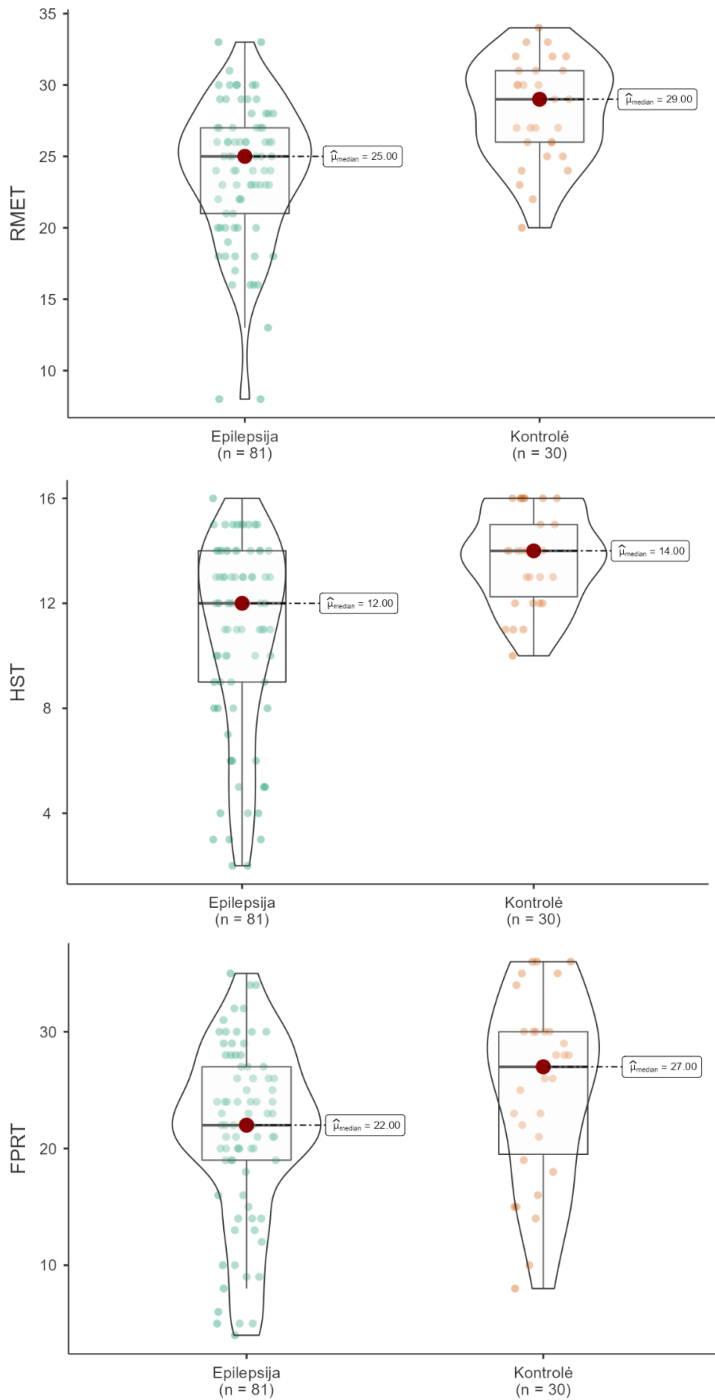 35
30
25
20
15
10
RMET
μ̂median = 25.00
μ̂median = 29.00
Epilepsija
(n = 81)
Kontrolė
(n = 30)
16
12
8
4
HST
μ̂median = 12.00
μ̂median = 14.00
Epilepsija
(n = 81)
Kontrolė
(n = 30)
30
20
10
FPRT
μ̂median = 22.00
μ̂median = 27.00
Epilepsija
(n = 81)
Kontrolė
(n = 30)